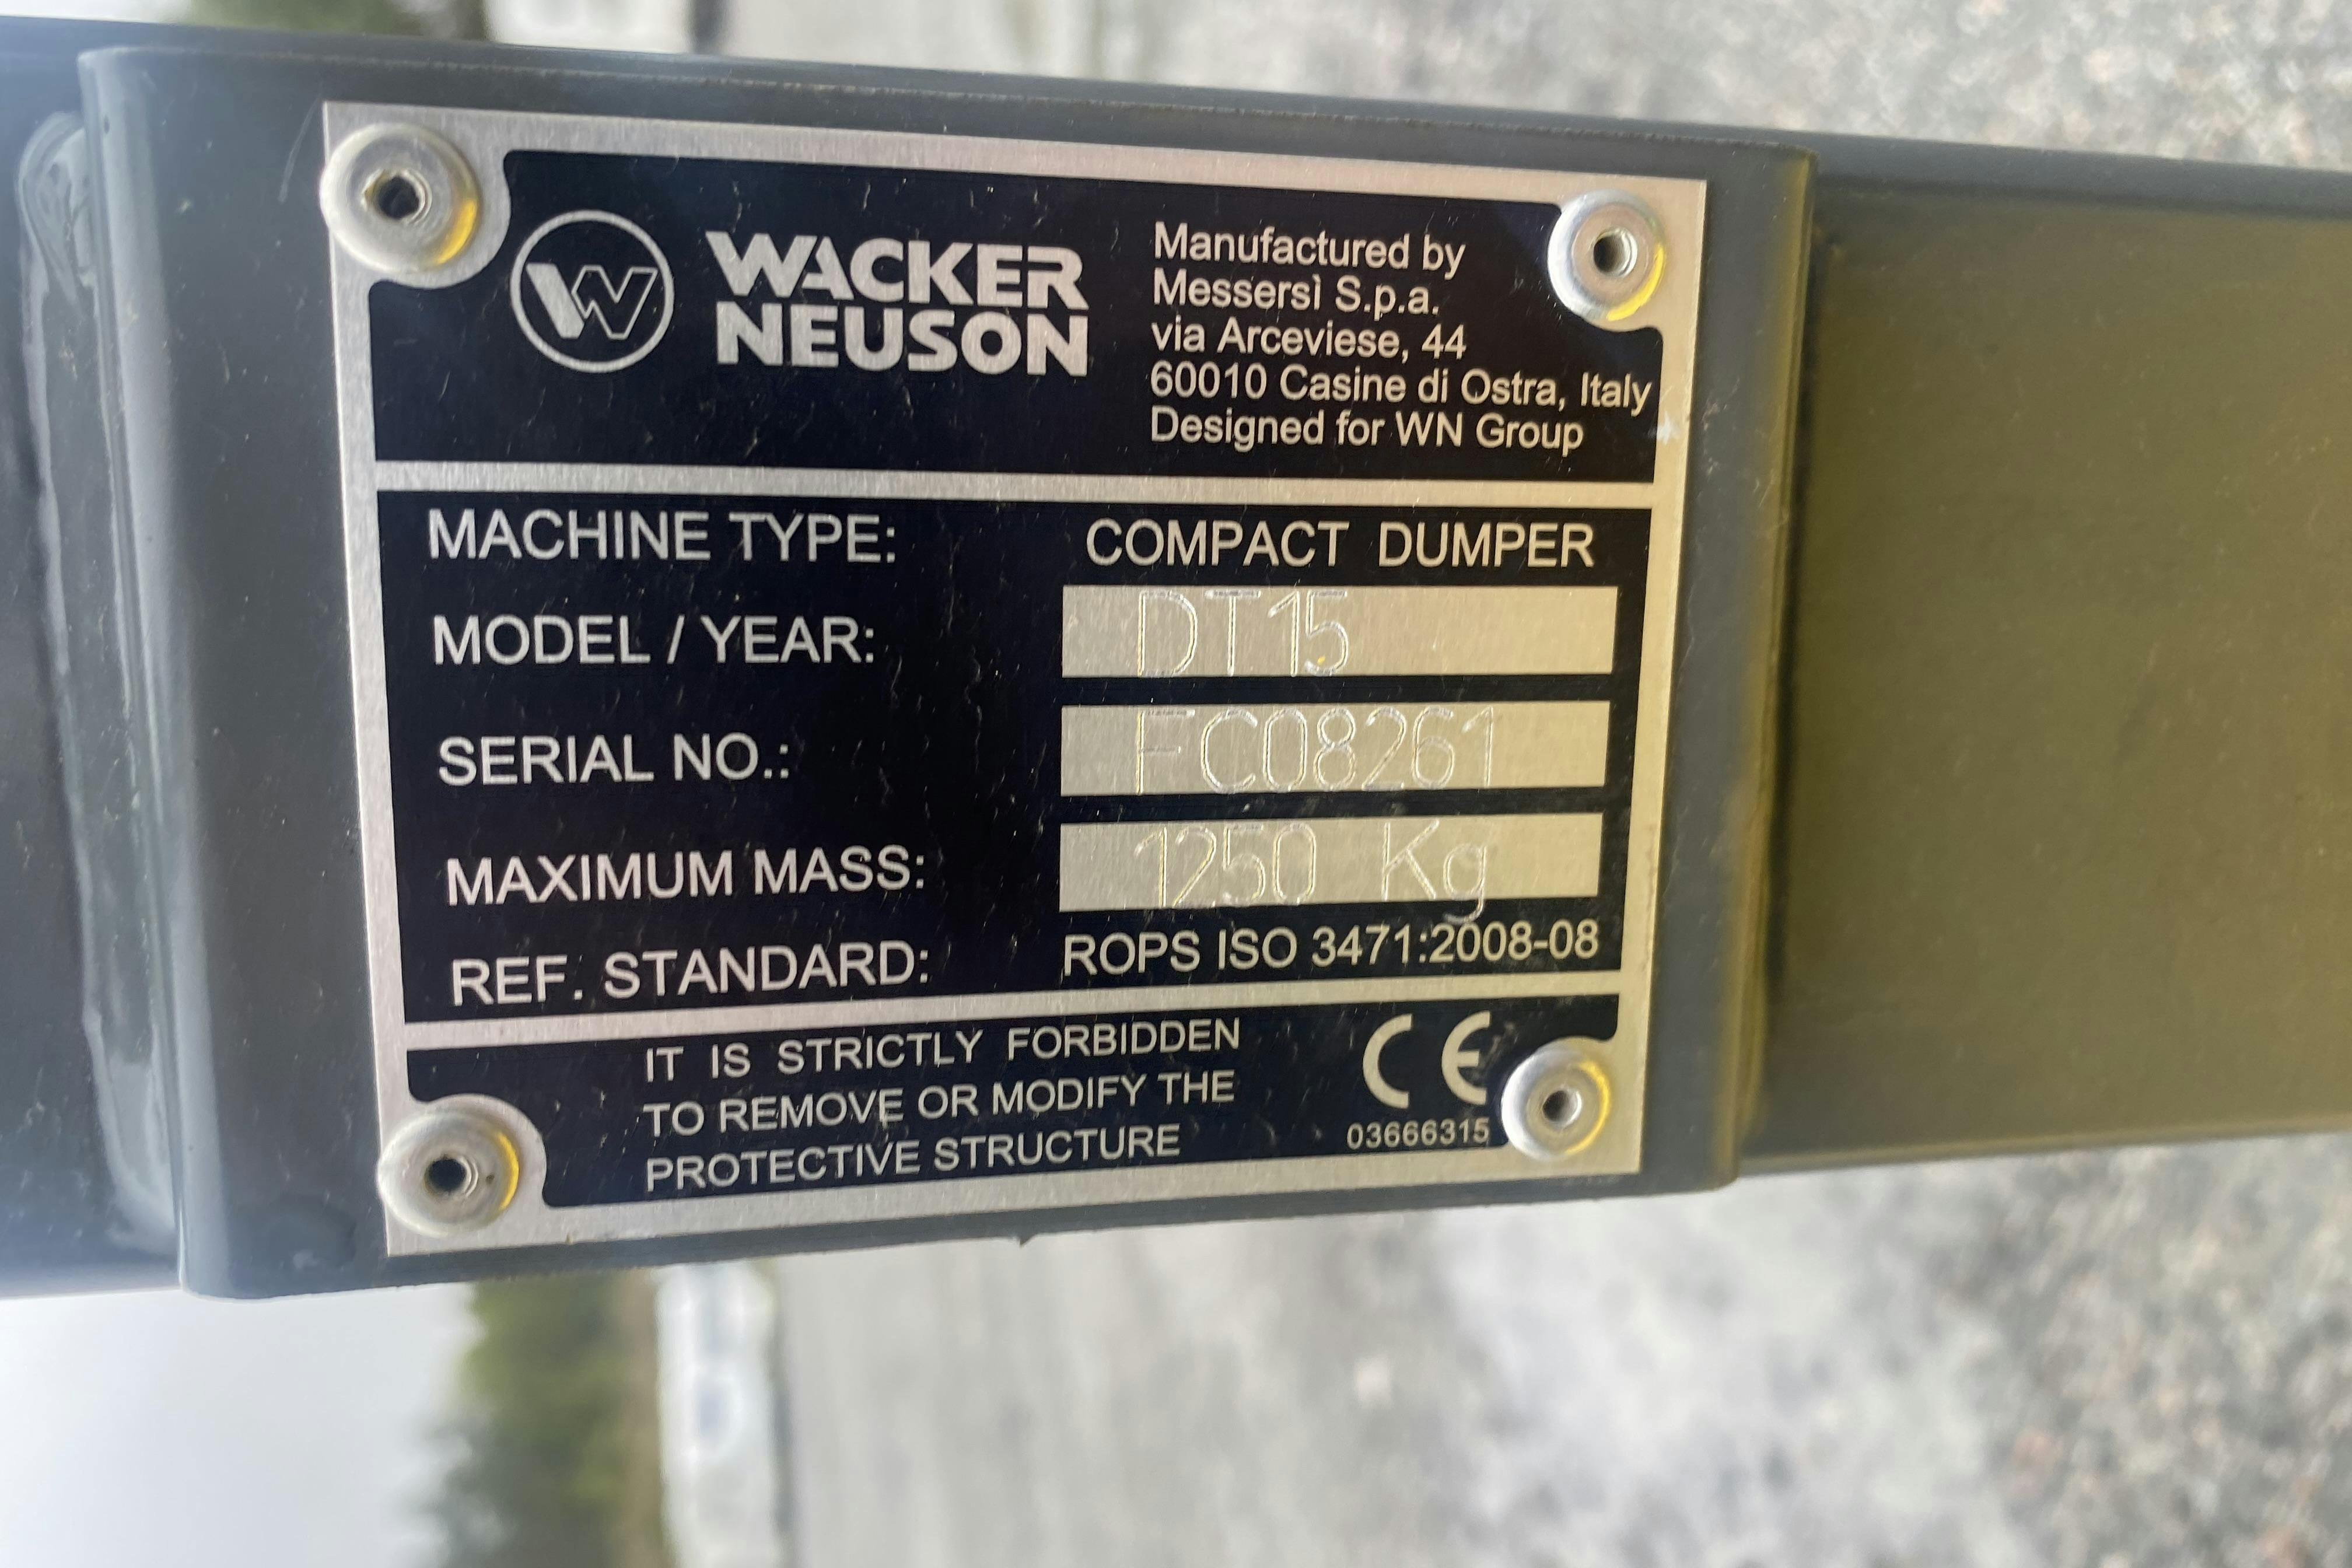 WACKER
NEUSON
Manufactured by
Messersì S.p.a.
via Arceviese, 44
60010 Casine di Ostra, Italy
Designed for WN Group
MACHINE TYPE: COMPACT DUMPER
MODEL / YEAR: DT15
SERIAL NO.: FC08261
MAXIMUM MASS: 1250 Kg
REF. STANDARD: ROPS ISO 3471:2008-08
IT IS STRICTLY FORBIDDEN
TO REMOVE OR MODIFY THE
PROTECTIVE STRUCTURE
CE
03666315